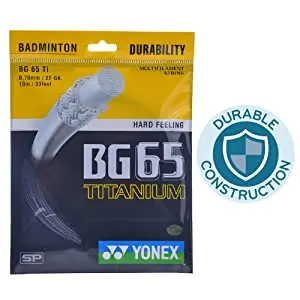 BADMINTON DURABILITY
BG 65 Ti
MULTIFILAMENT
STRING
0.70mm / 22 GA.
10m / 33feet
HARD FEELING
BG65
TITANIUM
SP
YONEX
DURABLE
CONSTRUCTION